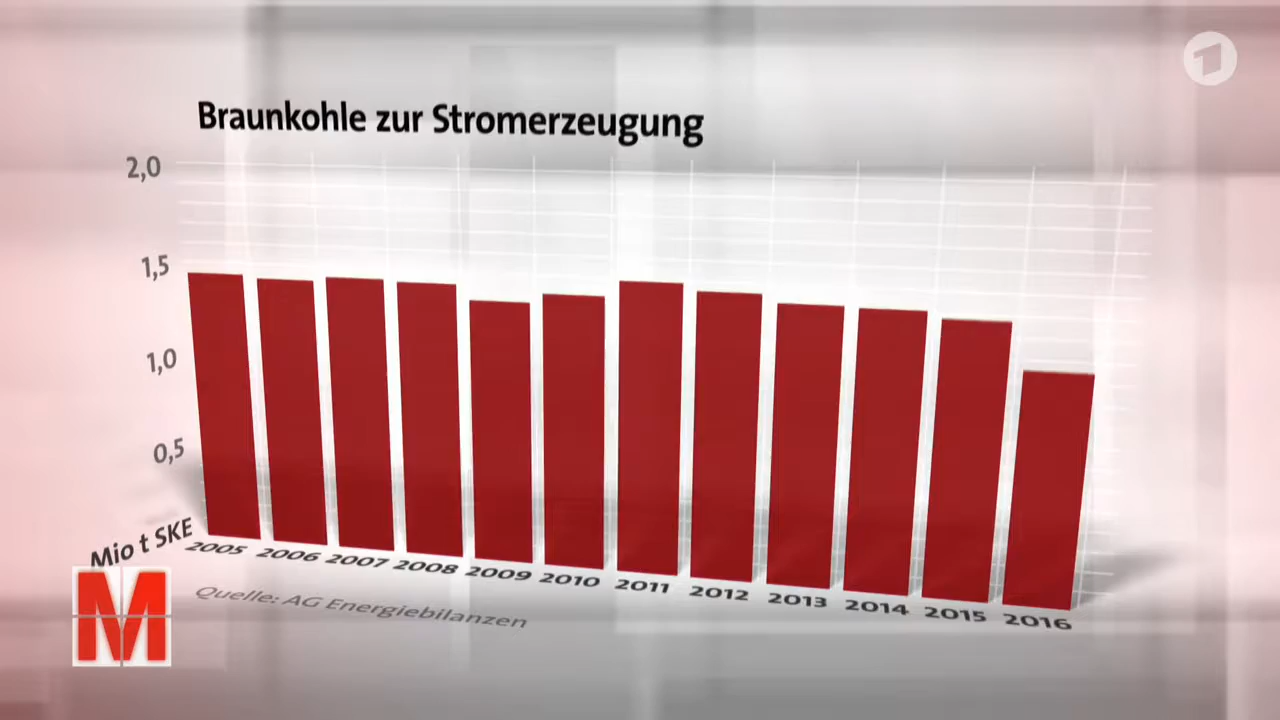 Braunkohle zur Stromerzeugung
2,0
1,5
1,0
0,5
Mio t SKE
2005 2006 2007 2008 2009 2010 2011 2012 2013 2014 2015 2016
Quelle: AG Energiebilanzen
M
1